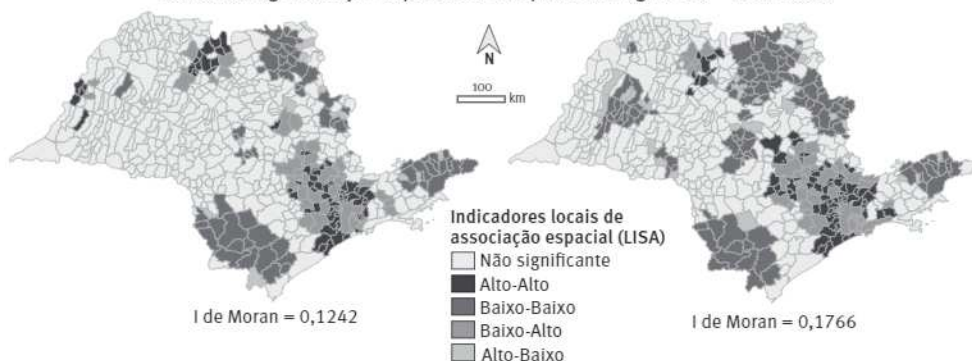 N
100
km
Indicadores locais de
associação espacial (LISA)
Não significante
Alto-Alto
Baixo-Baixo
Baixo-Alto
Alto-Baixo
I de Moran = 0,1242
I de Moran = 0,1766